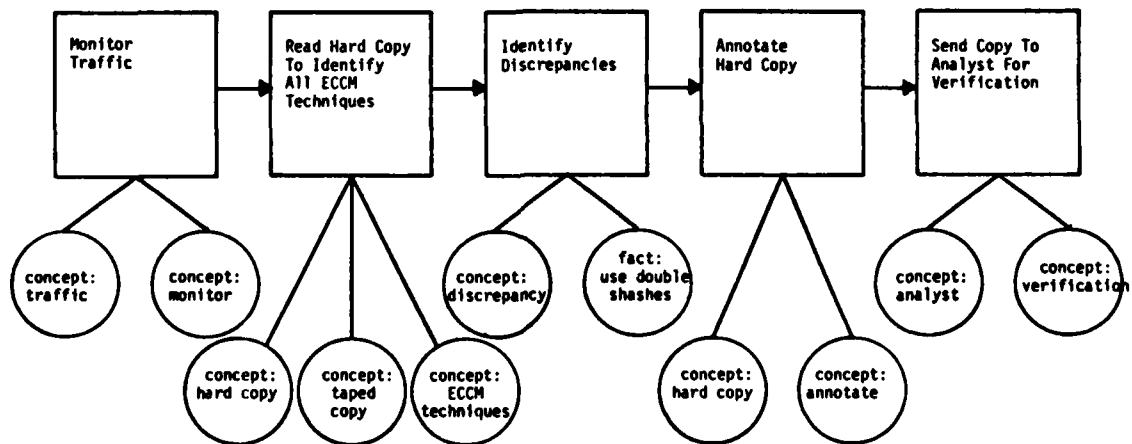 Monitor
Traffic
Read Hard Copy
To Identify
All ECCM
Techniques
Identify
Discrepancies
Annotate
Hard Copy
Send Copy To
Analyst For
Verification
concept:
traffic
concept:
monitor
concept:
hard copy
concept:
taped
copy
concept:
ECCM
techniques
concept:
discrepancy
fact:
use double
shashes
concept:
hard copy
concept:
annotate
concept:
analyst
concept:
verification